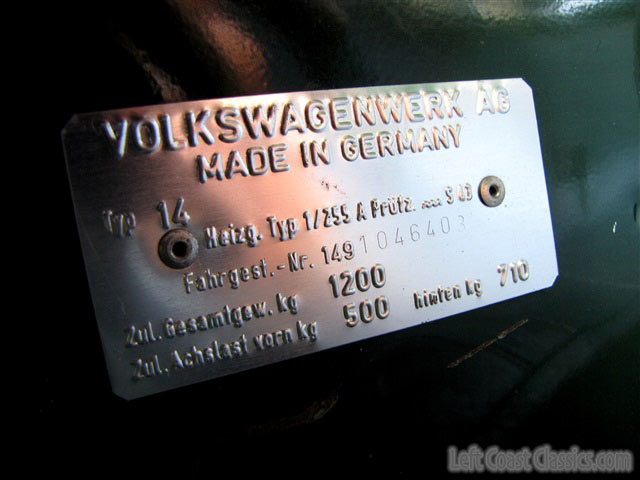 VOLKSWAGENWERK AG
MADE IN GERMANY
Typ 14
Heizg. Typ 1/255 A Prüfz. ~~~ S 43
Fahrgest.-Nr. 1491046403
Zul. Gesamtgew. kg 1200
Zul. Achslast vorn kg 500 hinten kg 710
Left Coast Classics.com